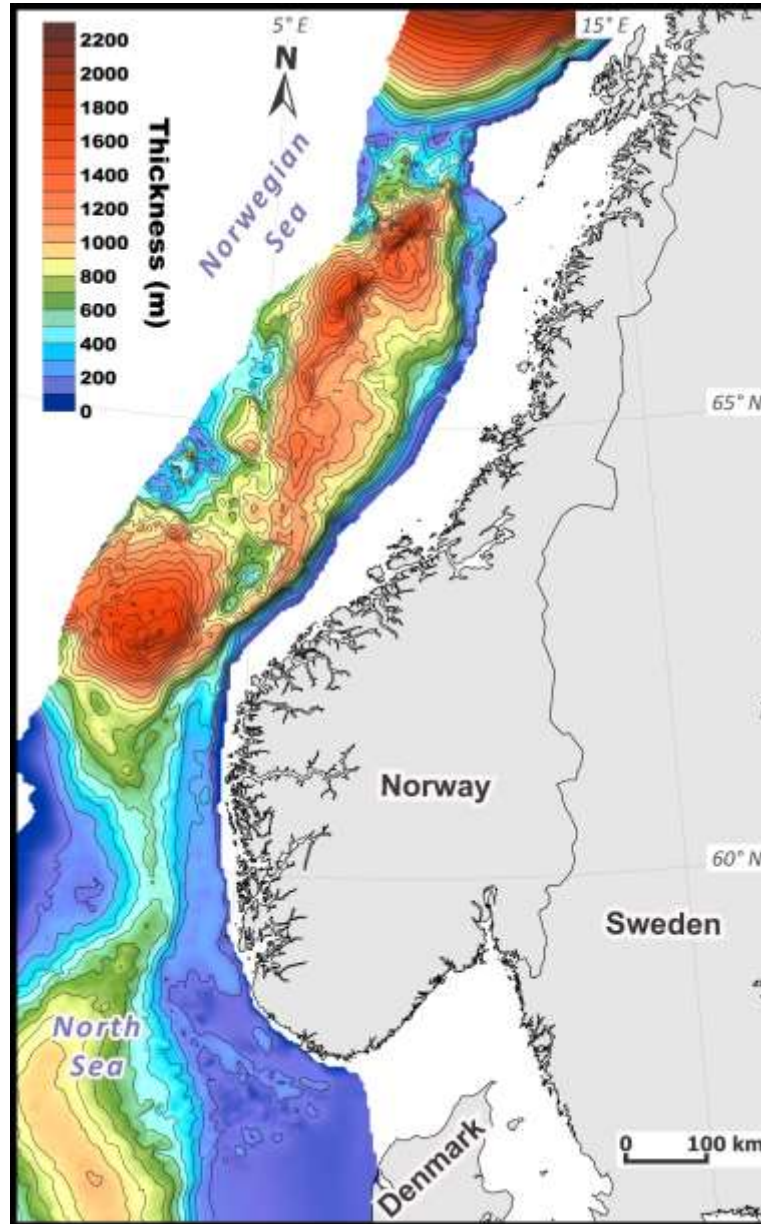 5° E
15° E
N
2200
2000
1800
1600
1400
1200
1000
800
600
400
200
0
Thickness (m)
Norwegian
Sea
65° N
Norway
60° N
Sweden
North
Sea
Denmark
0 100 km